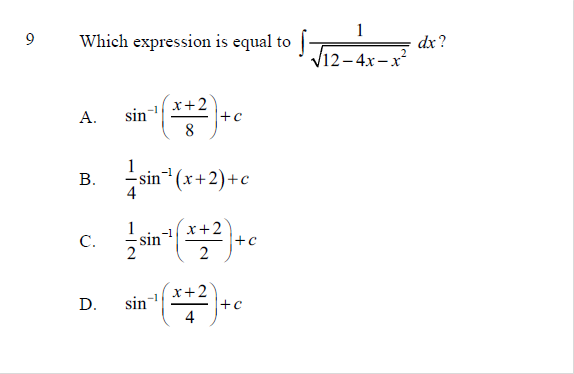 9 Which expression is equal to ∫ 1/√(12 − 4x − x²) dx ?
A. sin⁻¹((x+2)/8) + c
B. 1/4 sin⁻¹(x+2) + c
C. 1/2 sin⁻¹((x+2)/2) + c
D. sin⁻¹((x+2)/4) + c